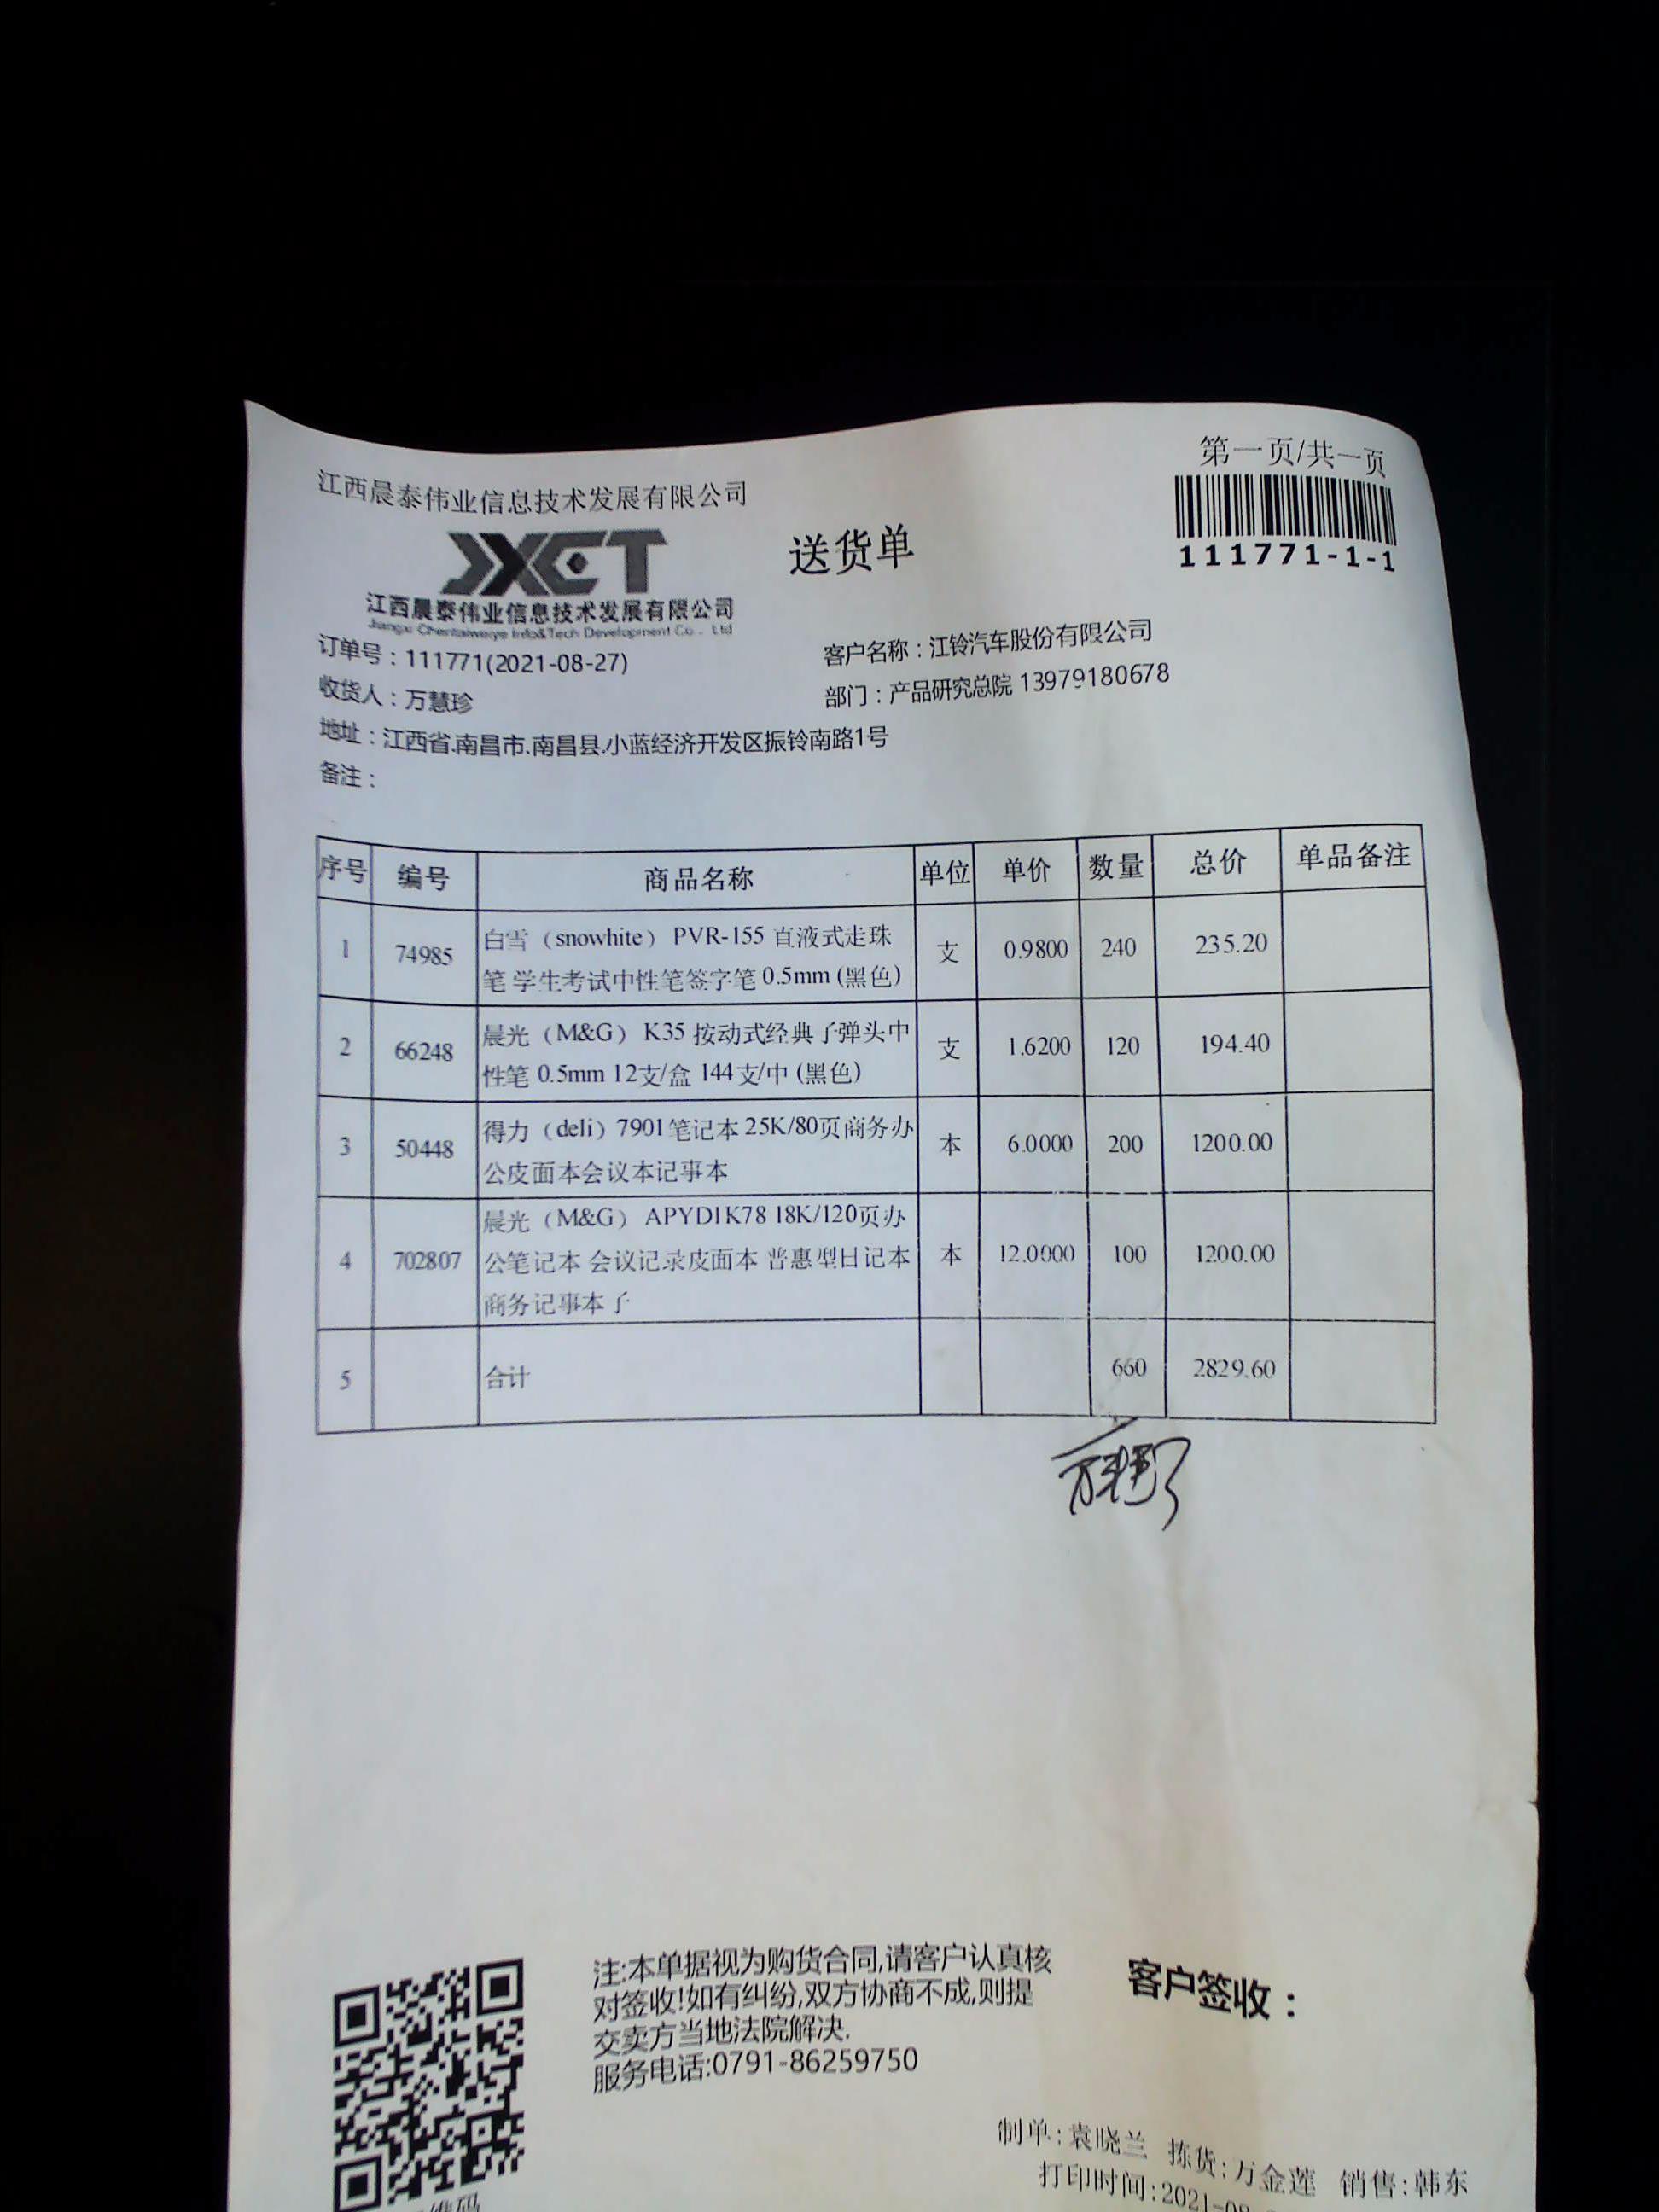 第一页/共一页
江西晨泰伟业信息技术发展有限公司
111771-1-1
送货单
JXCT
江西晨泰伟业信息技术发展有限公司
Jiangxi Chentaiweiye Info&Tech Development Co., Ltd
订单号：111771(2021-08-27)
客户名称：江铃汽车股份有限公司
收货人：万慧珍
部门：产品研究总院 13979180678
地址：江西省.南昌市.南昌县.小蓝经济开发区振铃南路1号
备注：
序号 编号 商品名称 单位 单价 数量 总价 单品备注
1 74985 白雪（snowhite） PVR-155 直液式走珠 支 0.9800 240 235.20
笔 学生考试中性笔签字笔 0.5mm (黑色)
2 66248 晨光（M&G） K35 按动式经典子弹头中 支 1.6200 120 194.40
性笔 0.5mm 12支/盒 144支/中 (黑色)
3 50448 得力（deli）7901笔记本 25K/80页商务办 本 6.0000 200 1200.00
公皮面本会议本记事本
晨光（M&G） APYD1K78 18K/120页办
4 702807 公笔记本 会议记录皮面本 普惠型日记本 本 12.0000 100 1200.00
商务记事本子
5 合计 660 2829.60
注:本单据视为购货合同,请客户认真核
对签收!如有纠纷,双方协商不成,则提
交卖方当地法院解决.
服务电话:0791-86259750
客户签收：
制单:袁晓兰 拣货:万金莲 销售:韩东
打印时间:2021-08
维码